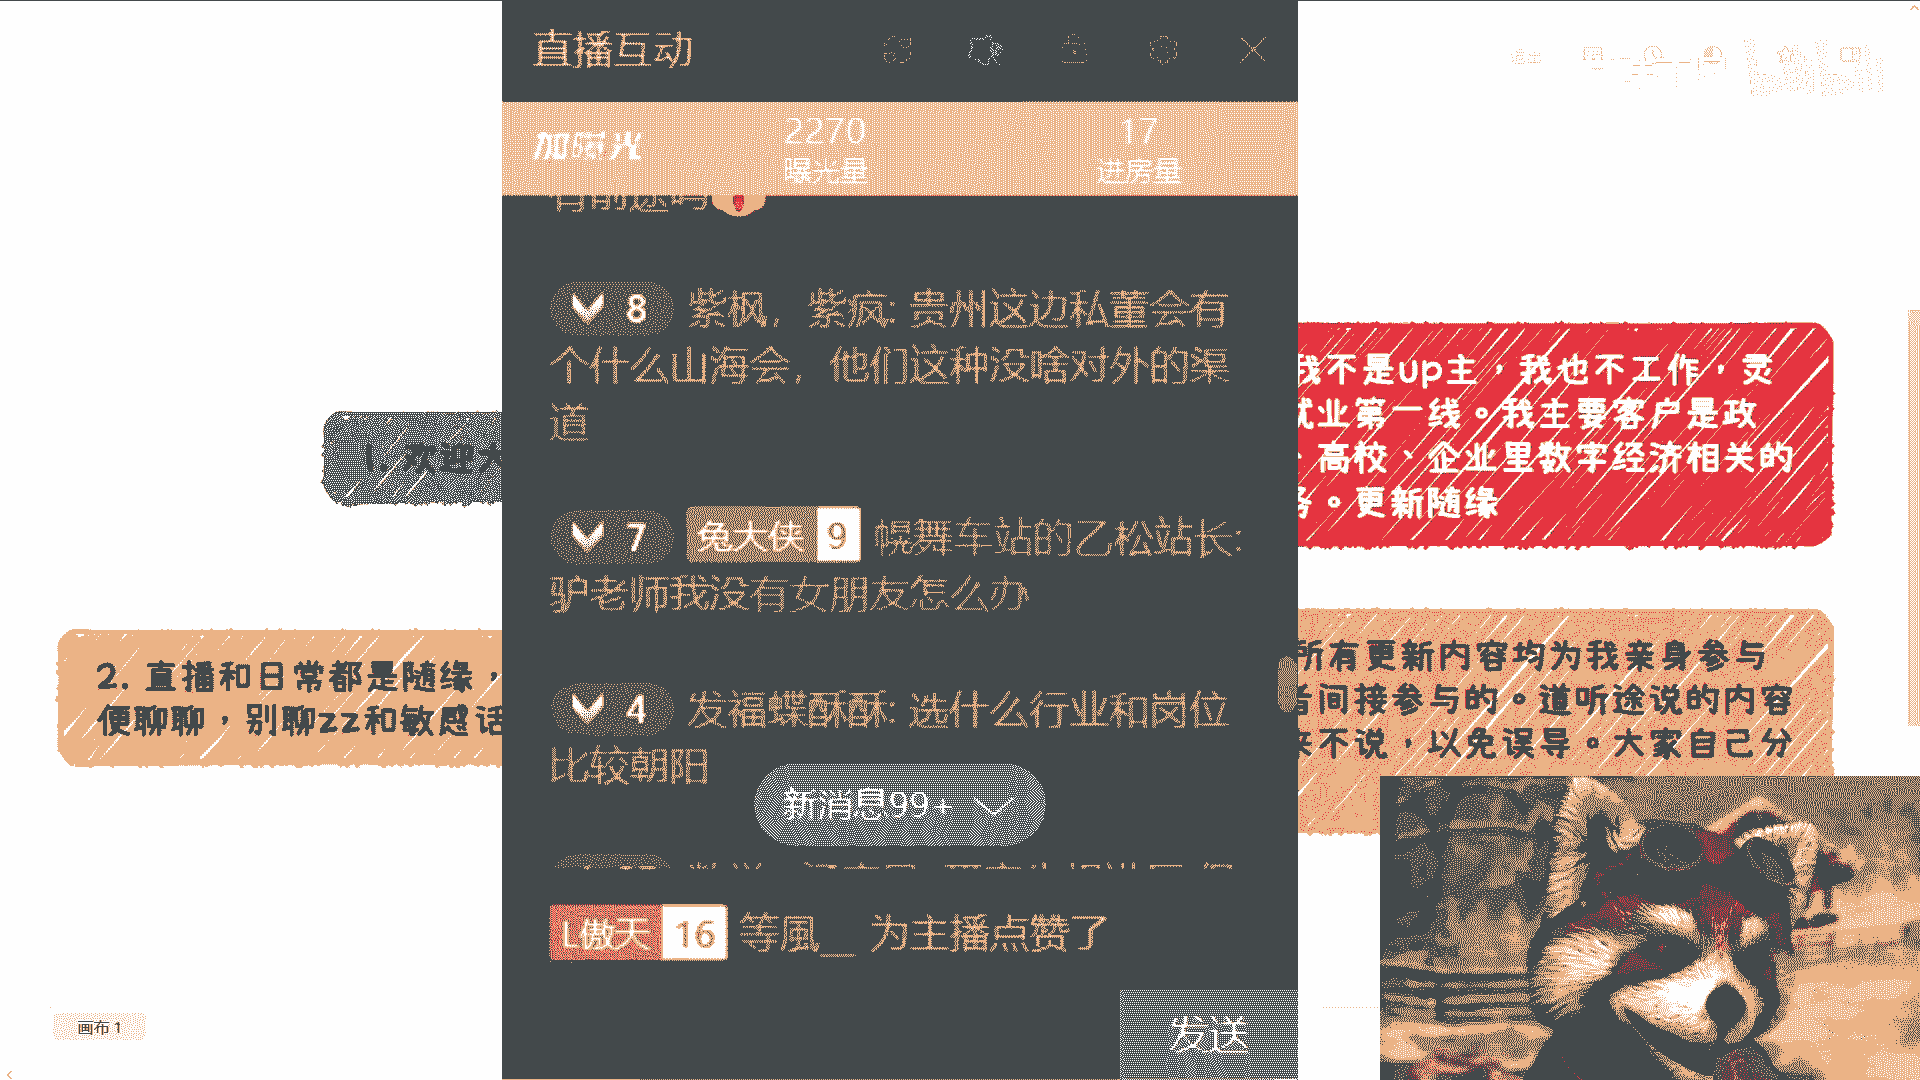 直播互动
加曝光
2270
曝光量
17
进房量
有前途吗
8 紫枫，紫疯: 贵州这边私董会有
个什么山海会，他们这种没啥对外的渠
道
7 兔大侠 9 幌舞车站的乙松站长:
驴老师我没有女朋友怎么办
4 发福蝶酥酥: 选什么行业和岗位
比较朝阳
新消息99+
L傲天 16 等風__ 为主播点赞了
发送
1. 欢迎大
2. 直播和日常都是随缘，
便聊聊，别聊zz和敏感话
我不是up主，我也不工作，灵
就业第一线。我主要客户是政
、高校、企业里数字经济相关的
务。更新随缘
所有更新内容均为我亲身参与
者间接参与的。道听途说的内容
来不说，以免误导。大家自己分
画布 1